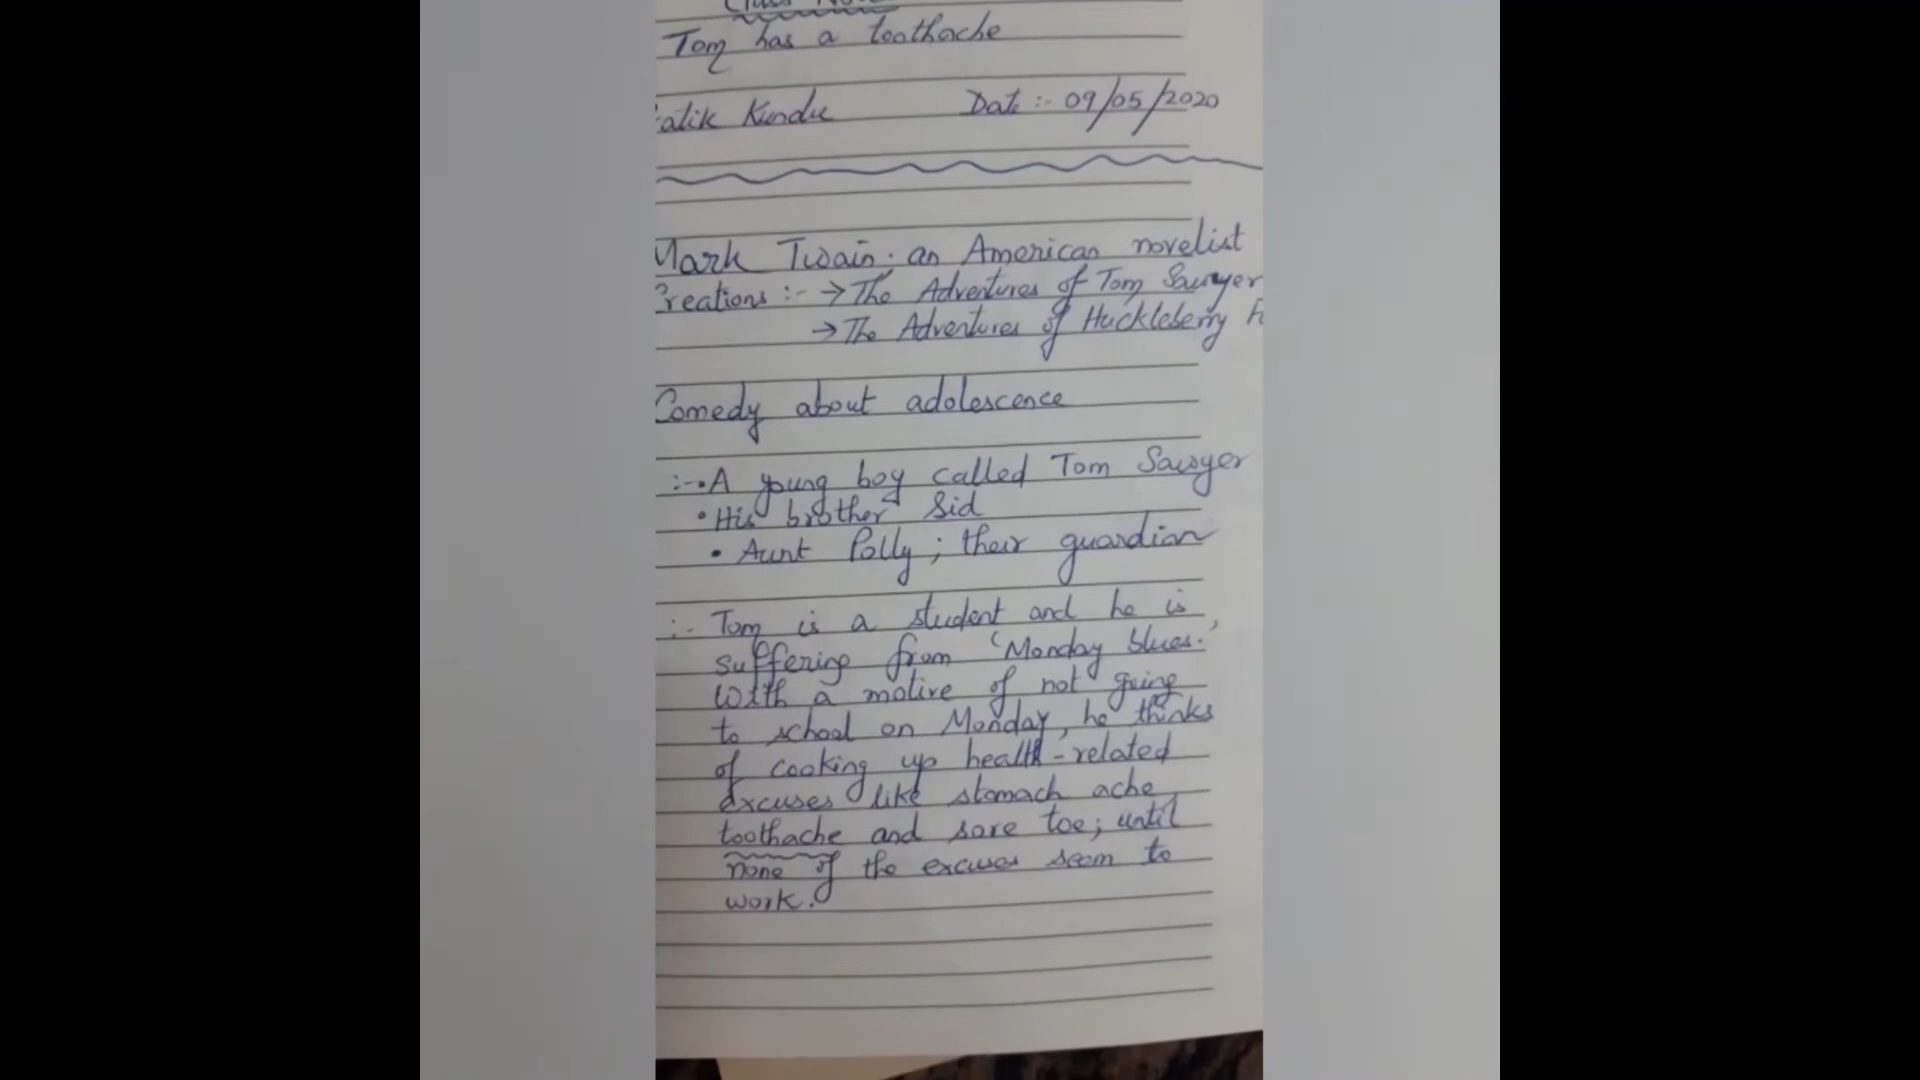 Class Note
Tom has a toothache
alik Kundu Date :- 09/05/2020
Mark Twain. an American novelist
Creations :- → The Adventures of Tom Sawyer
→ The Adventures of Huckleberry F
Comedy about adolescence
:- • A young boy called Tom Sawyer
• His brother Sid
• Aunt Polly ; their guardian
:- Tom is a student and he is
suffering from 'Monday blues.'
With a motive of not going
to school on Monday, he thinks
of cooking up health-related
excuses like stomach ache,
toothache and sore toe; until
none of the excuses seem to
work.